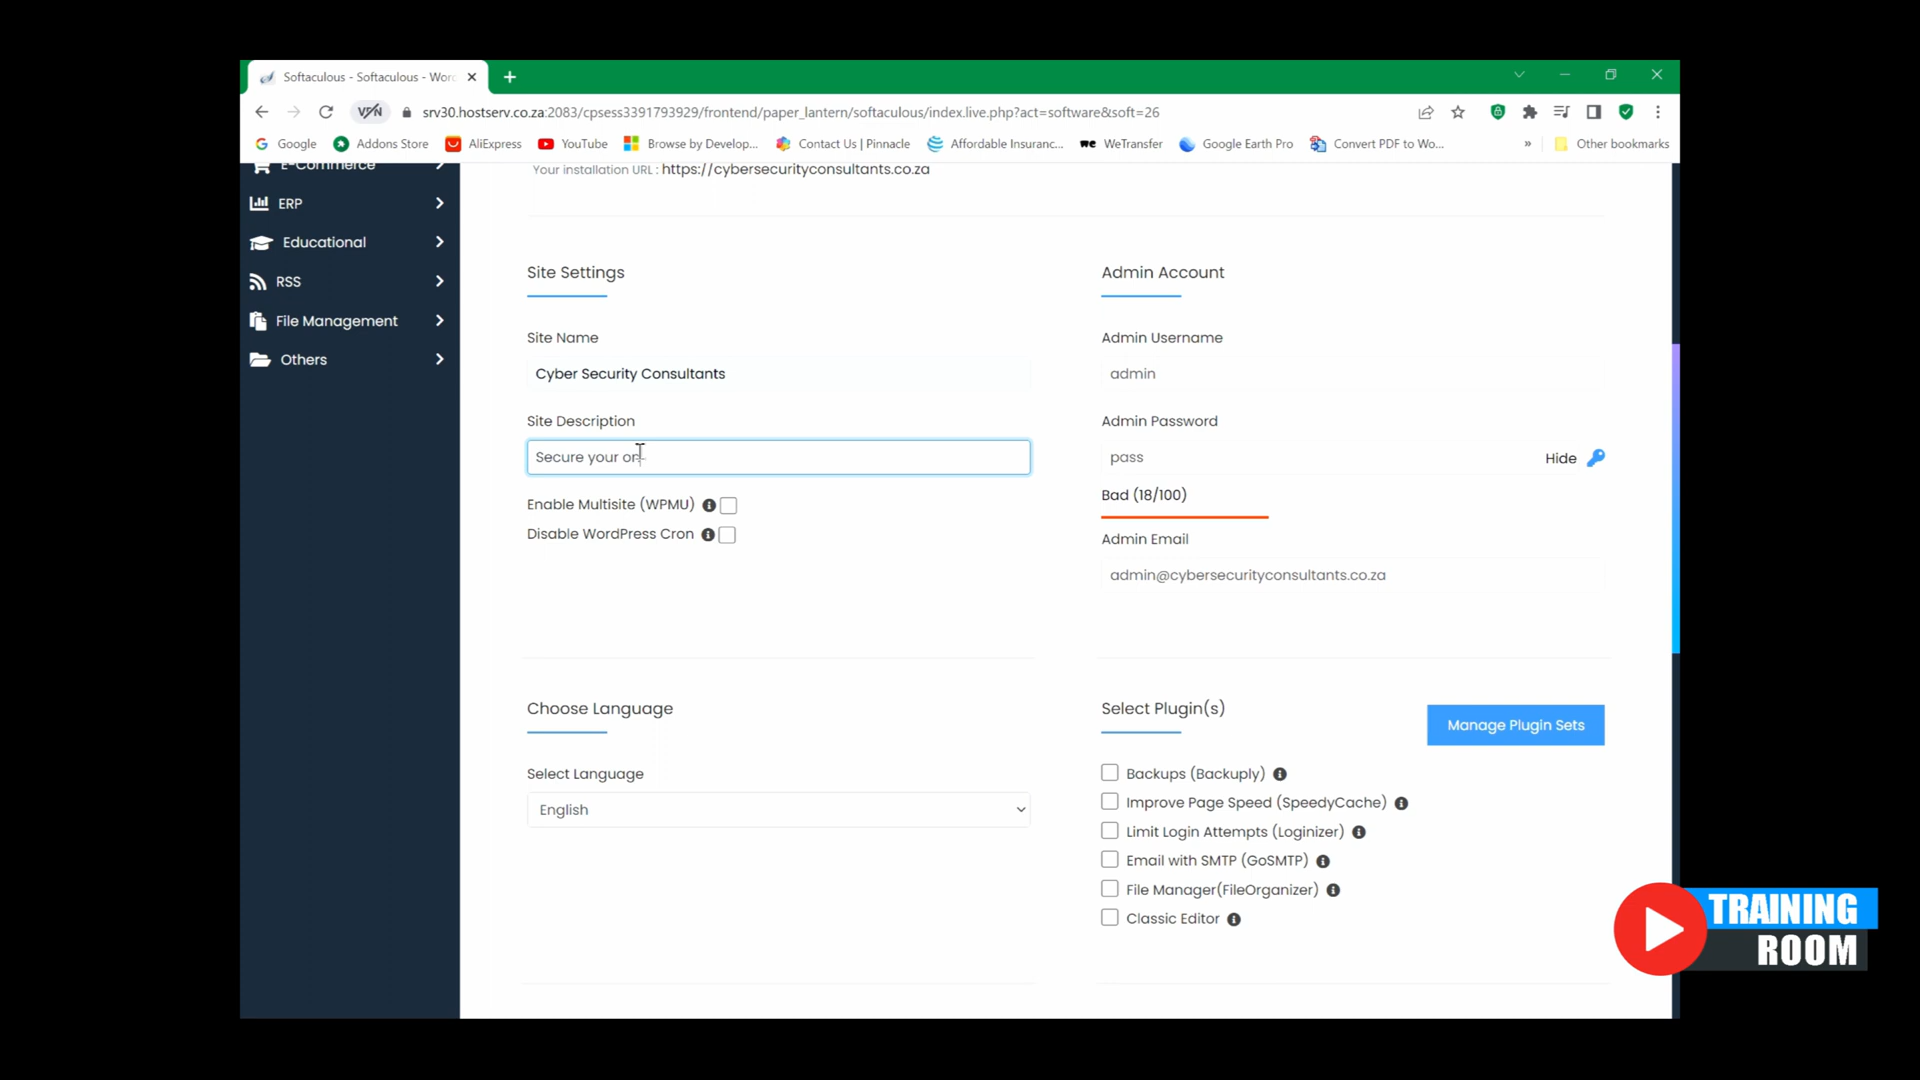 Softaculous - Softaculous - Worc
VPN
srv30.hostserv.co.za:2083/cpsess3391793929/frontend/paper_lantern/softaculous/index.live.php?act=software&soft=26
Google Addons Store AliExpress YouTube Browse by Develop... Contact Us | Pinnacle Affordable Insuranc... we WeTransfer Google Earth Pro Convert PDF to Wo... » Other bookmarks
E-Commerce
ERP
Educational
RSS
File Management
Others
Your installation URL : https://cybersecurityconsultants.co.za
Site Settings
Site Name
Cyber Security Consultants
Site Description
Secure your on
Enable Multisite (WPMU)
Disable WordPress Cron
Admin Account
Admin Username
admin
Admin Password
pass
Hide
Bad (18/100)
Admin Email
admin@cybersecurityconsultants.co.za
Choose Language
Select Language
English
Select Plugin(s)
Manage Plugin Sets
Backups (Backuply)
Improve Page Speed (SpeedyCache)
Limit Login Attempts (Loginizer)
Email with SMTP (GoSMTP)
File Manager(FileOrganizer)
Classic Editor
TRAINING
ROOM